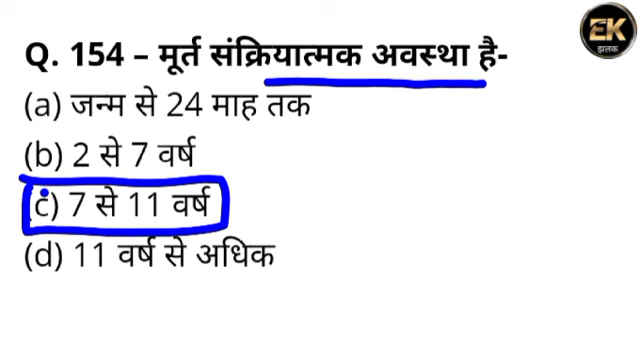 EK
झलक
Q. 154 – मूर्त संक्रियात्मक अवस्था है-
(a) जन्म से 24 माह तक
(b) 2 से 7 वर्ष
(c) 7 से 11 वर्ष
(d) 11 वर्ष से अधिक